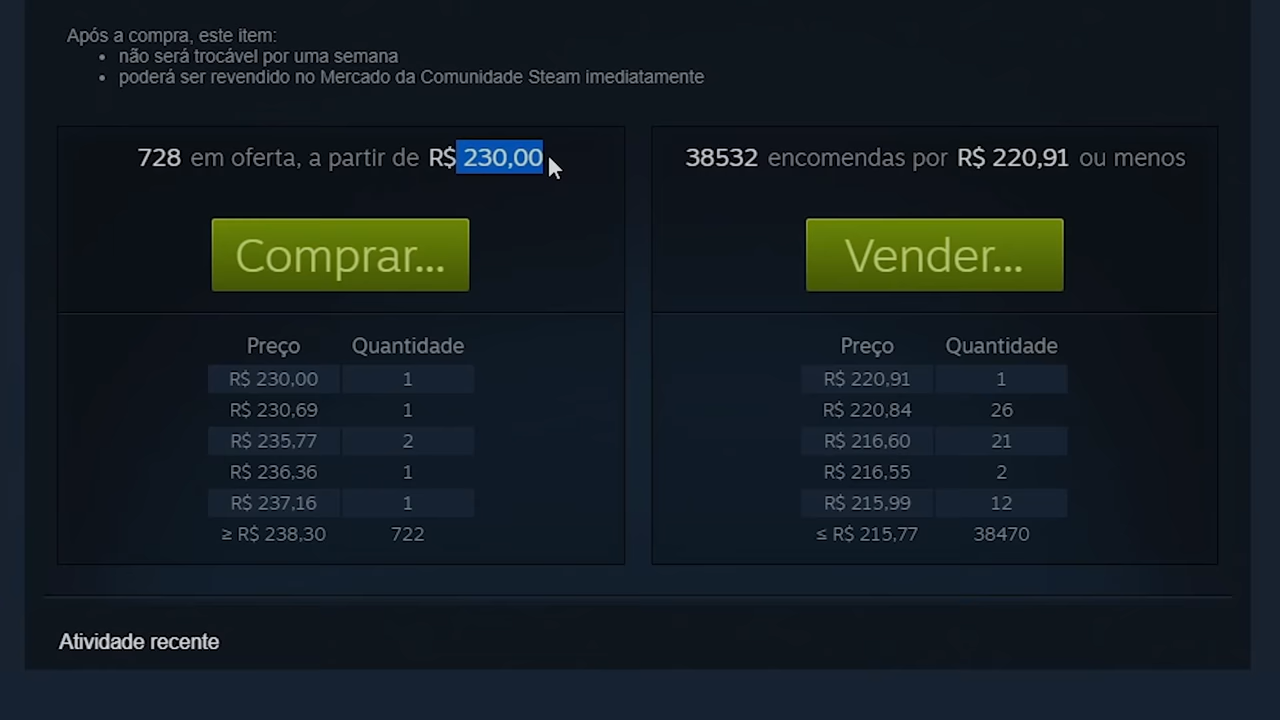 Após a compra, este item:
• não será trocável por uma semana
• poderá ser revendido no Mercado da Comunidade Steam imediatamente
728 em oferta, a partir de R$ 230,00
Comprar...
Preço Quantidade
R$ 230,00 1
R$ 230,69 1
R$ 235,77 2
R$ 236,36 1
R$ 237,16 1
≥ R$ 238,30 722
38532 encomendas por R$ 220,91 ou menos
Vender...
Preço Quantidade
R$ 220,91 1
R$ 220,84 26
R$ 216,60 21
R$ 216,55 2
R$ 215,99 12
≤ R$ 215,77 38470
Atividade recente